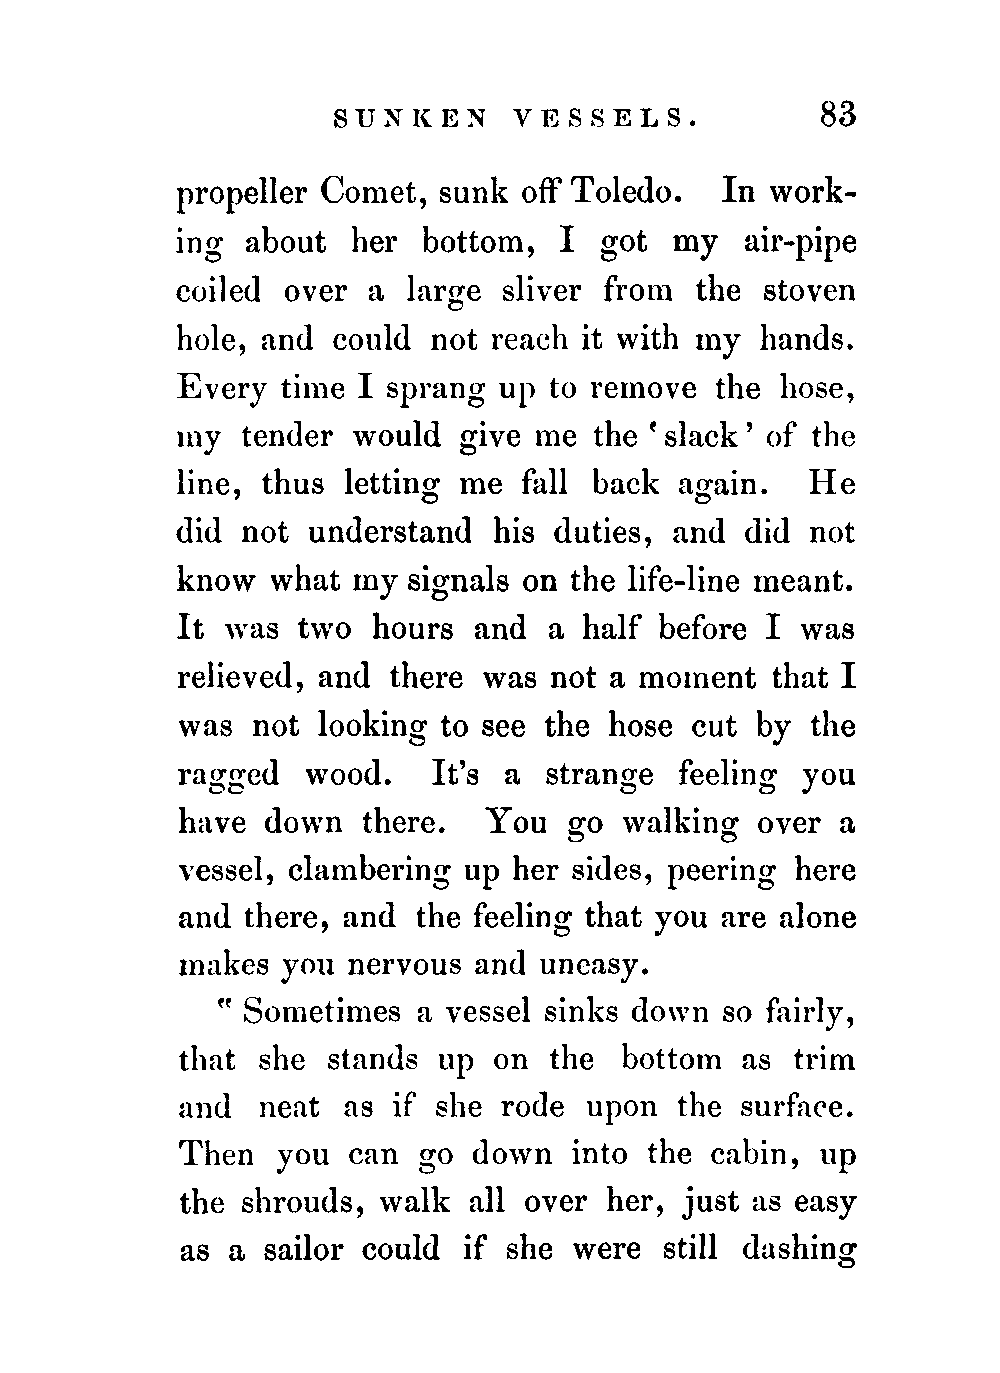 SUNKEN VESSELS. 83
propeller Comet, sunk off Toledo. In work-
ing about her bottom, I got my air-pipe
coiled over a large sliver from the stoven
hole, and could not reach it with my hands.
Every time I sprang up to remove the hose,
my tender would give me the ‘slack’ of the
line, thus letting me fall back again. He
did not understand his duties, and did not
know what my signals on the life-line meant.
It was two hours and a half before I was
relieved, and there was not a moment that I
was not looking to see the hose cut by the
ragged wood. It's a strange feeling you
have down there. You go walking over a
vessel, clambering up her sides, peering here
and there, and the feeling that you are alone
makes you nervous and uneasy.
“Sometimes a vessel sinks down so fairly,
that she stands up on the bottom as trim
and neat as if she rode upon the surface.
Then you can go down into the cabin, up
the shrouds, walk all over her, just as easy
as a sailor could if she were still dashing